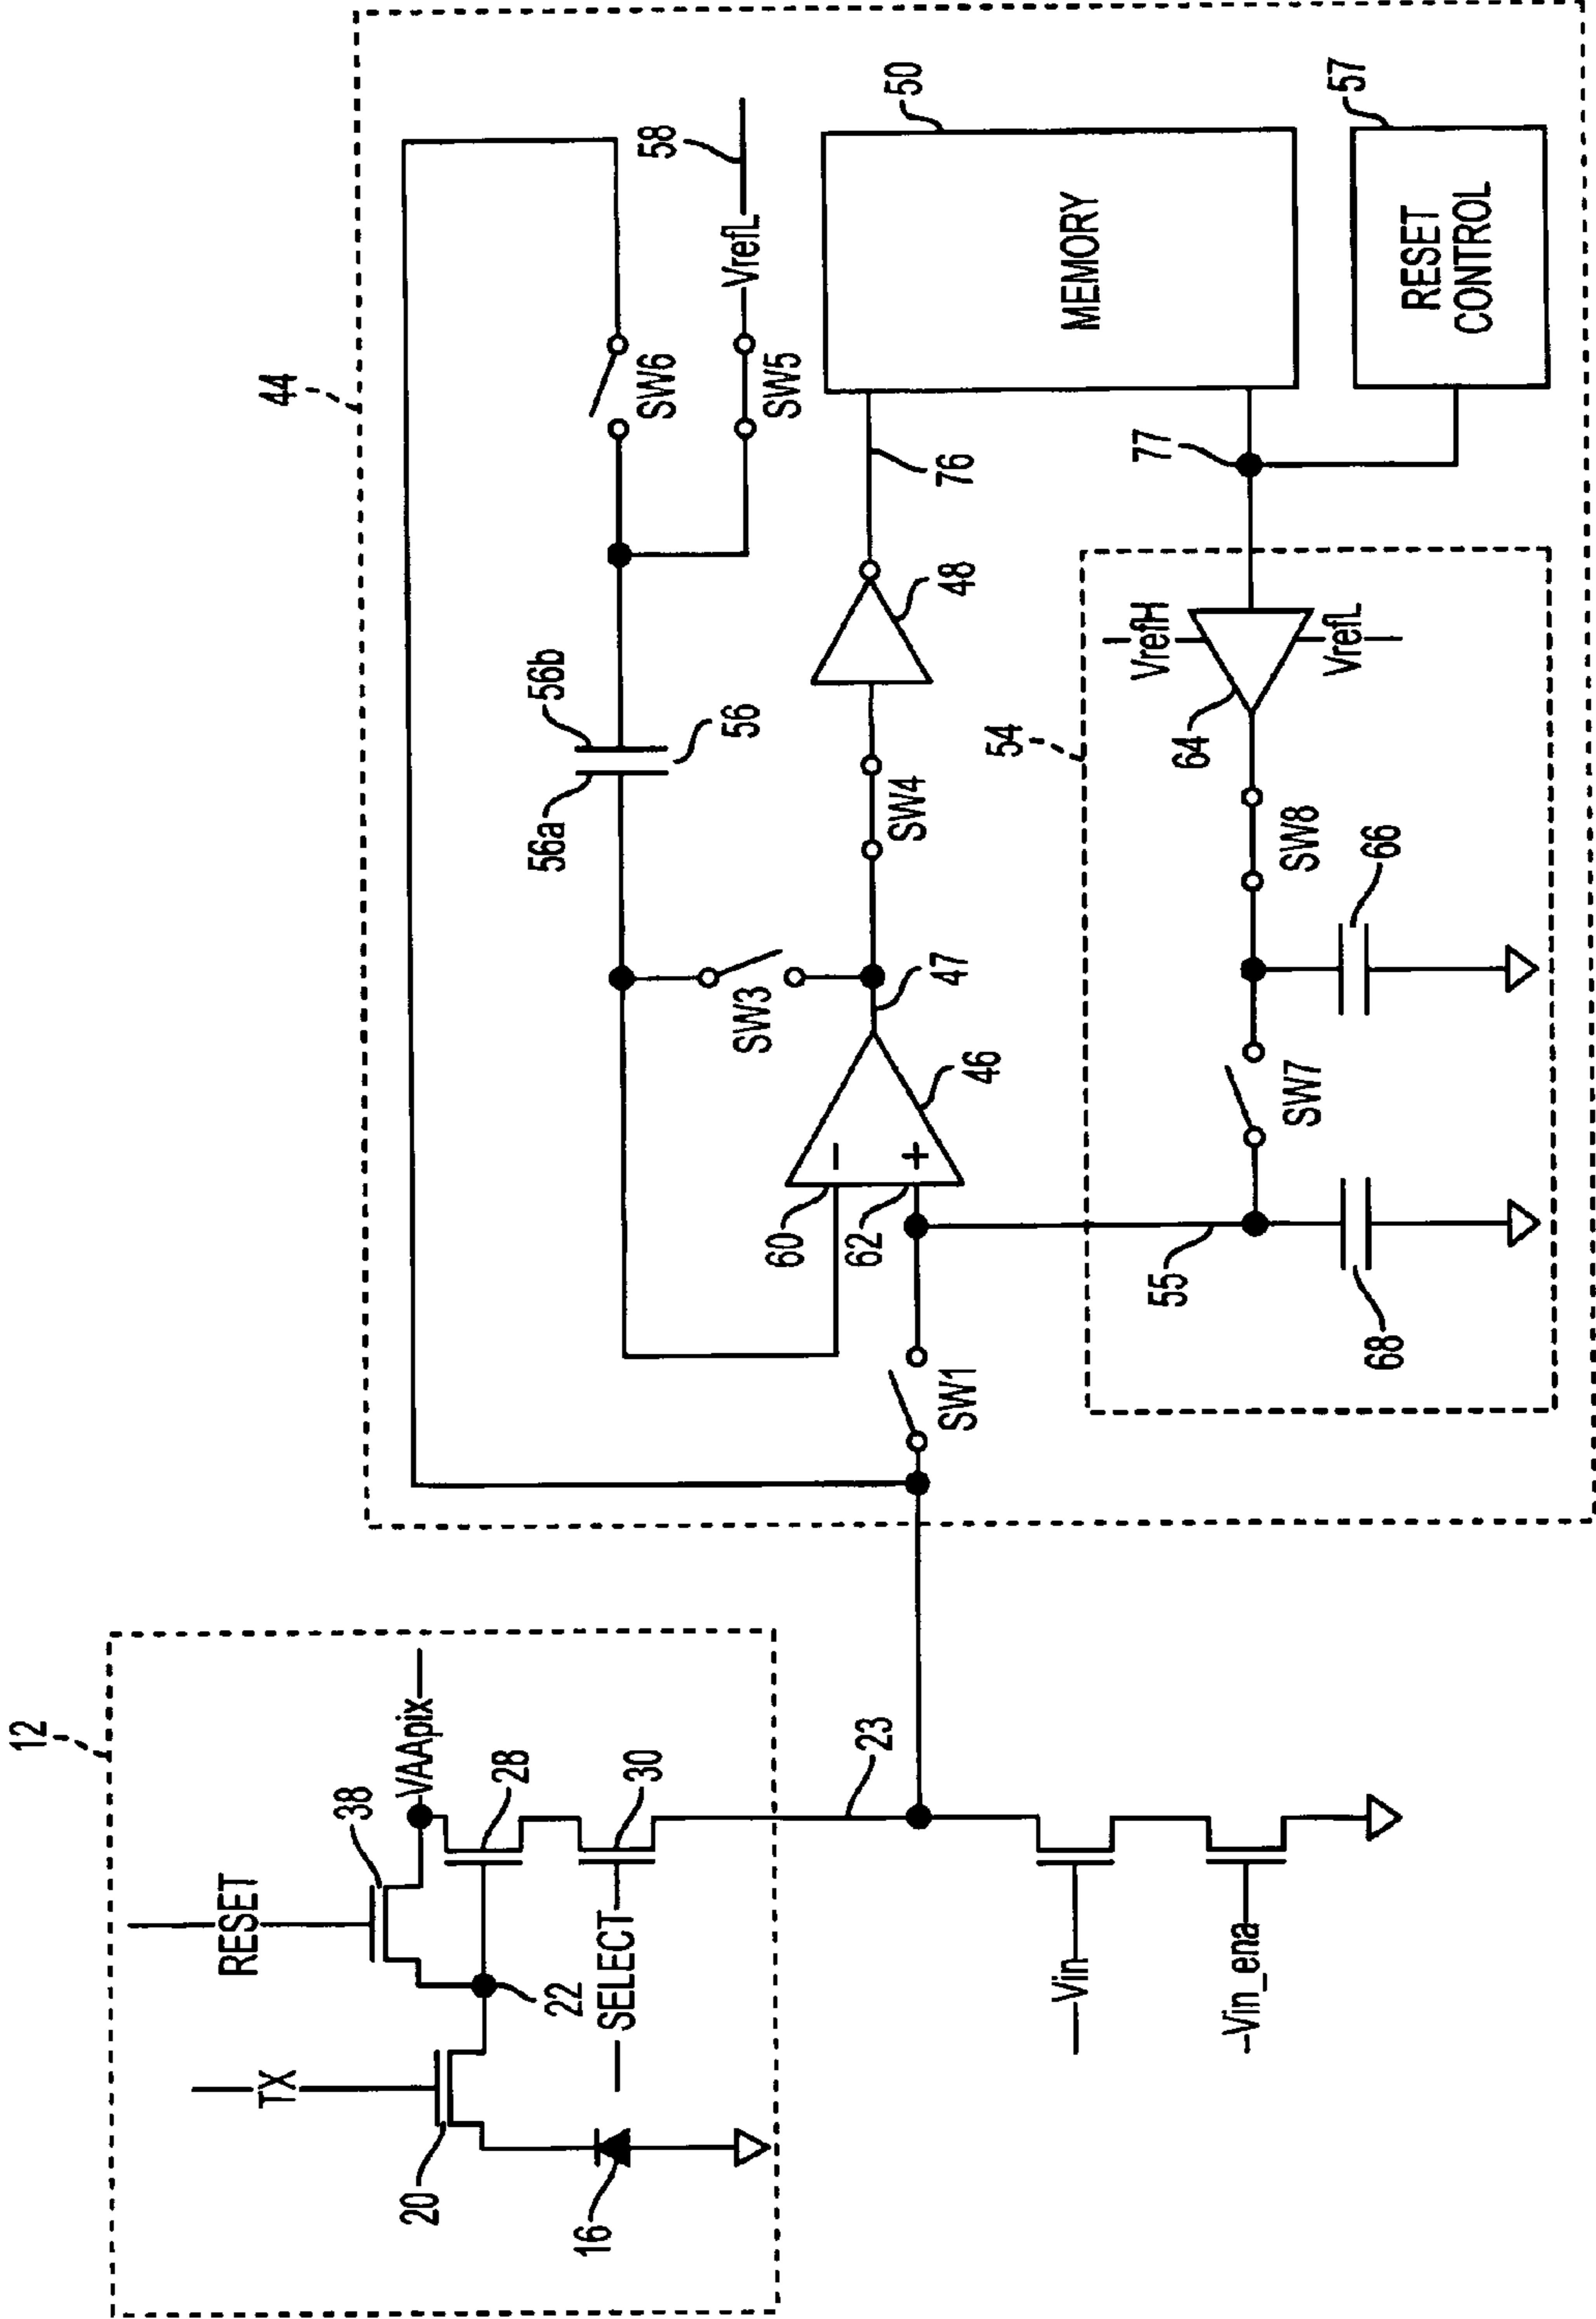 12
RESET
38
VAApix
TX
28
20
22
SELECT
30
16
23
Vin
Vin_ena
44
56a
56b
56
SW6
58
VrefL
SW5
SW3
60
62
46
47
SW4
48
76
50
MEMORY
SW1
55
54
77
57
RESET
CONTROL
VrefH
64
VrefL
SW7
SW8
68
66